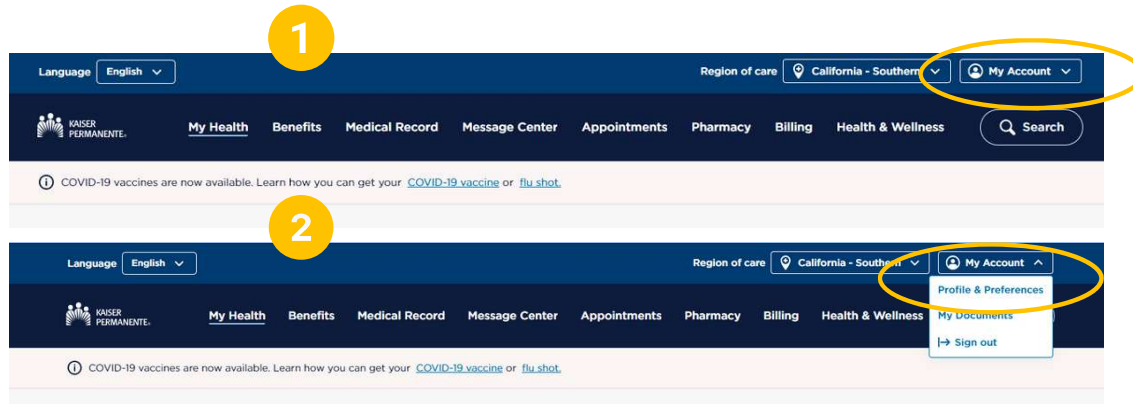 1
Language English Region of care California - Southern My Account
KAISER PERMANENTE® My Health Benefits Medical Record Message Center Appointments Pharmacy Billing Health & Wellness Search
COVID-19 vaccines are now available. Learn how you can get your COVID-19 vaccine or flu shot.
2
Language English Region of care California - Southern My Account
Profile & Preferences
KAISER PERMANENTE® My Health Benefits Medical Record Message Center Appointments Pharmacy Billing Health & Wellness My Documents
Sign out
COVID-19 vaccines are now available. Learn how you can get your COVID-19 vaccine or flu shot.